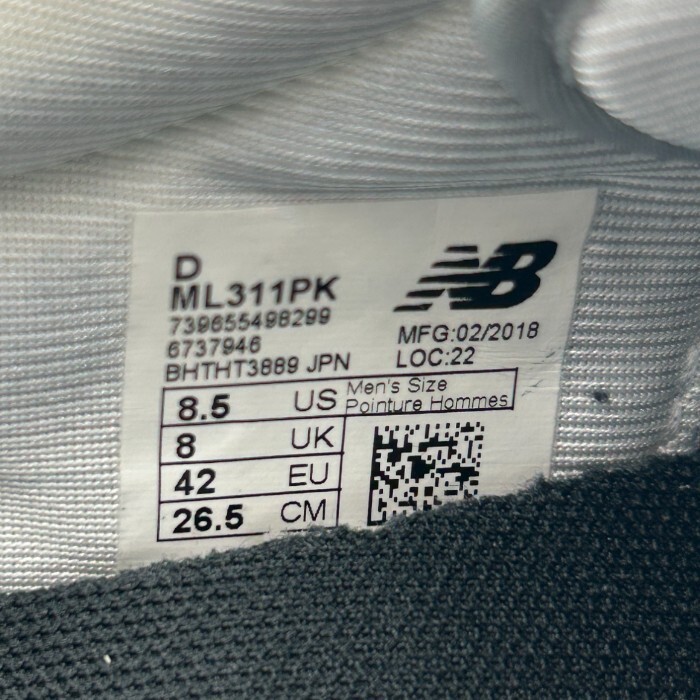 D
ML311PK
739655498299
6737946
BHTHT3889 JPN
NB
MFG:02/2018
LOC:22
8.5 US
Men's Size
Pointure Hommes
8 UK
42 EU
26.5 CM